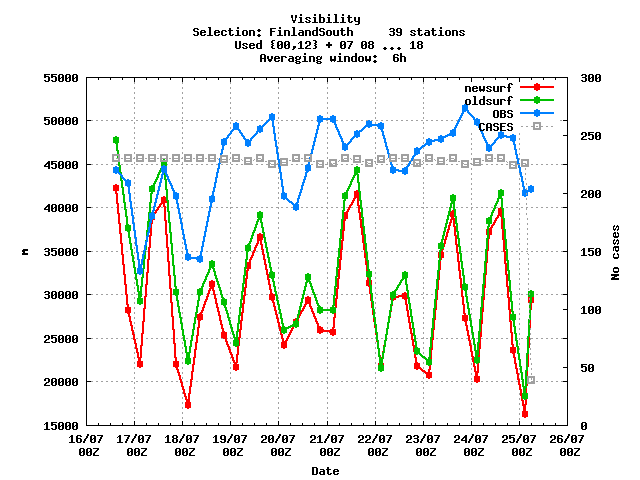 Visibility
Selection: FinlandSouth 39 stations
Used {00,12} + 07 08 ... 18
Averaging window: 6h
55000
50000
45000
40000
35000
30000
25000
20000
15000
m
300
250
200
150
100
50
0
No cases
newsurf
oldsurf
OBS
CASES
16/07 17/07 18/07 19/07 20/07 21/07 22/07 23/07 24/07 25/07 26/07
00Z 00Z 00Z 00Z 00Z 00Z 00Z 00Z 00Z 00Z 00Z
Date